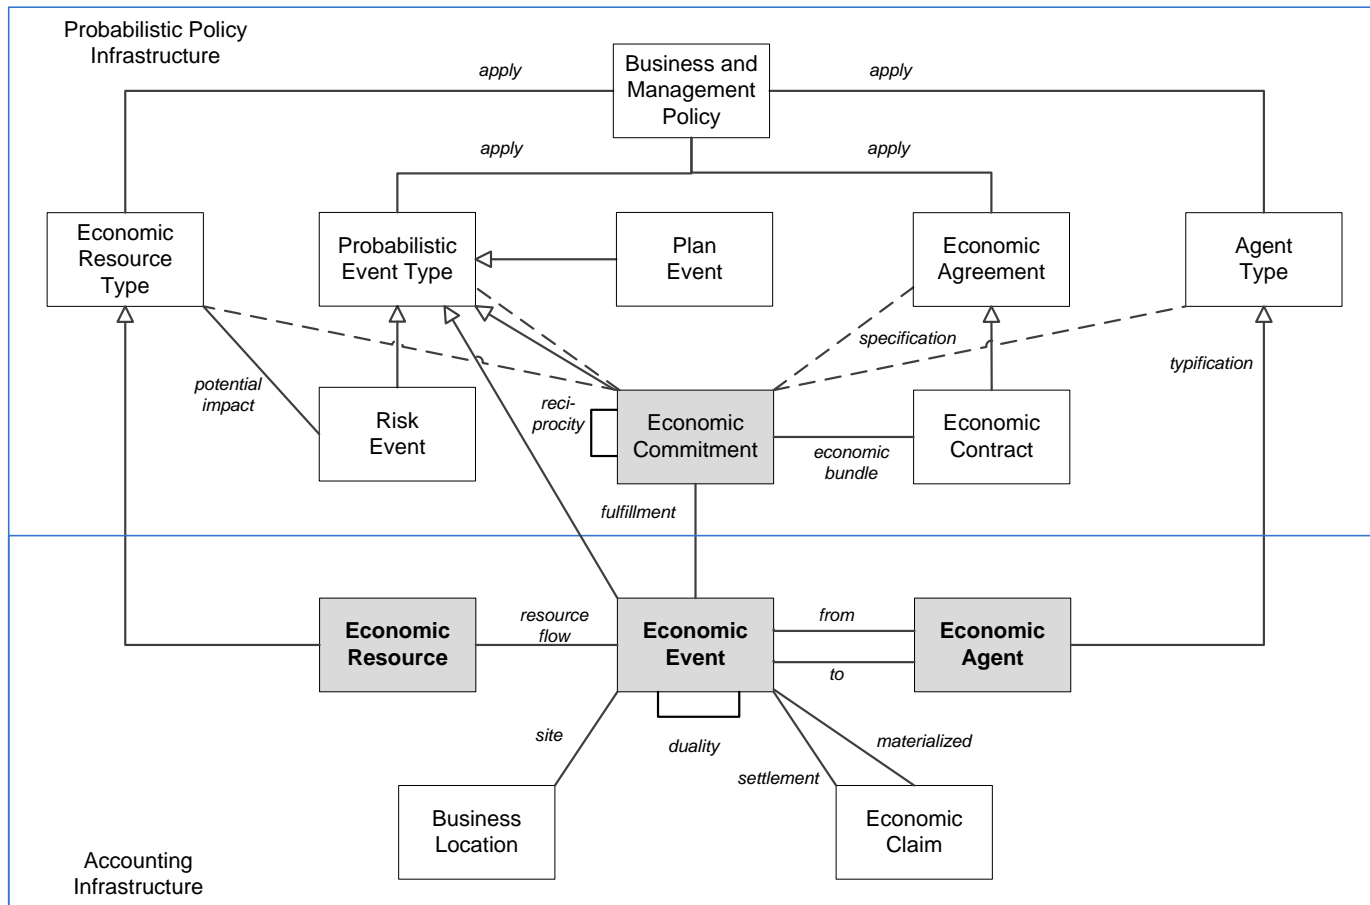 Probabilistic Policy
Infrastructure
apply
Business and
Management
Policy
apply
apply
apply
Economic
Resource
Type
Probabilistic
Event Type
Plan
Event
Economic
Agreement
Agent
Type
specification
typification
potential
impact
Risk
Event
reci-
procity
Economic
Commitment
economic
bundle
Economic
Contract
fulfillment
Economic
Resource
resource
flow
Economic
Event
from
to
Economic
Agent
site
duality
materialized
settlement
Business
Location
Economic
Claim
Accounting
Infrastructure